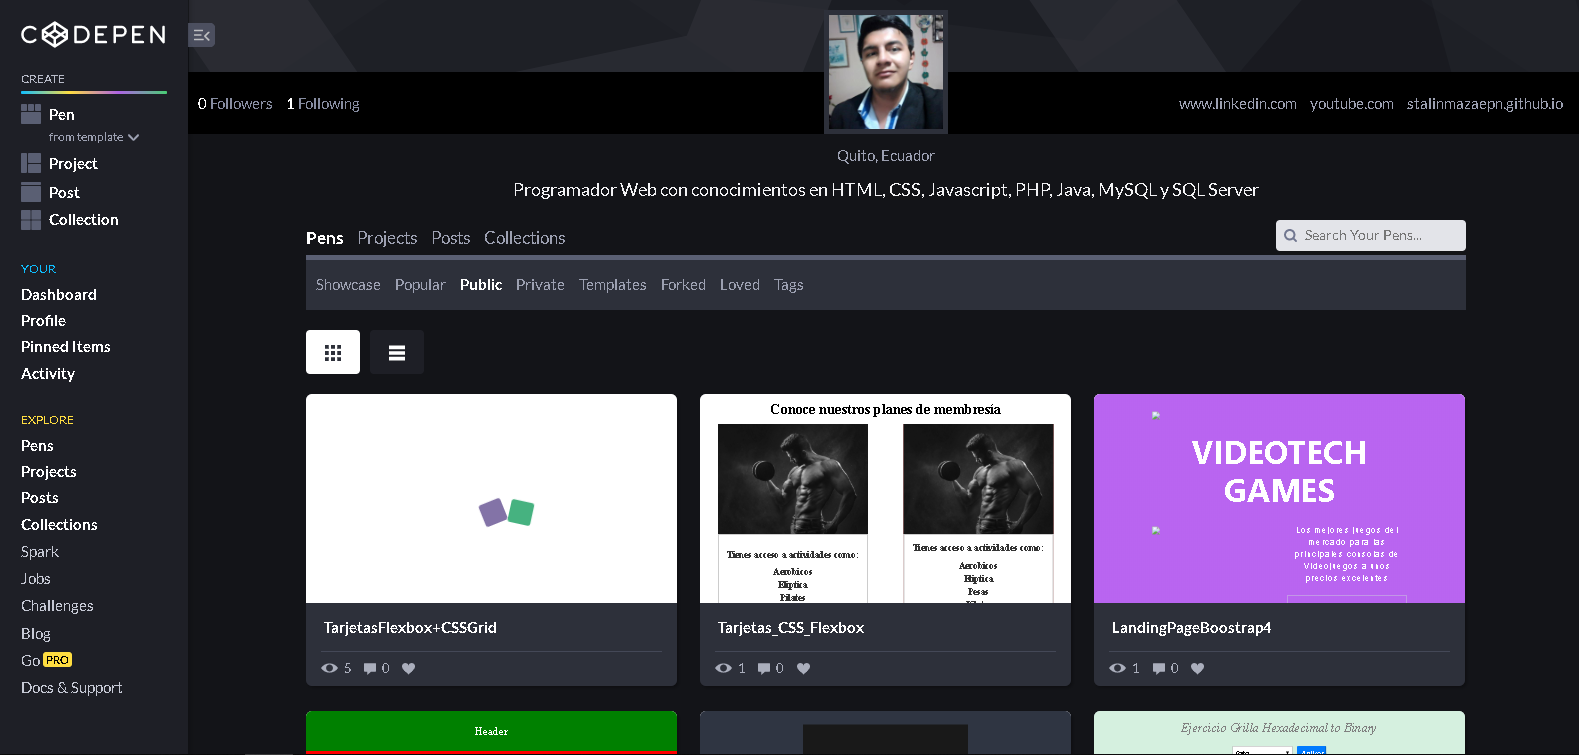 CODEPEN
CREATE
Pen
from template
Project
Post
Collection
YOUR
Dashboard
Profile
Pinned Items
Activity
EXPLORE
Pens
Projects
Posts
Collections
Spark
Jobs
Challenges
Blog
Go PRO
Docs & Support
0 Followers 1 Following
www.linkedin.com youtube.com stalinmazaepn.github.io
Quito, Ecuador
Programador Web con conocimientos en HTML, CSS, Javascript, PHP, Java, MySQL y SQL Server
Pens Projects Posts Collections
Search Your Pens...
Showcase Popular Public Private Templates Forked Loved Tags
TarjetasFlexbox+CSSGrid
5 0
Conoce nuestros planes de membresía
Tienes acceso a actividades como:
Aerobicos
Eliptica
Pilates
Tienes acceso a actividades como:
Aerobicos
Eliptica
Pesas
Tarjetas_CSS_Flexbox
1 0
VIDEOTECH
GAMES
Los mejores juegos del
mercado para las
principales consolas de
Videojuegos a unos
precios excelentes
LandingPageBoostrap4
1 0
Header
Ejercicio Grilla Hexadecimal to Binary